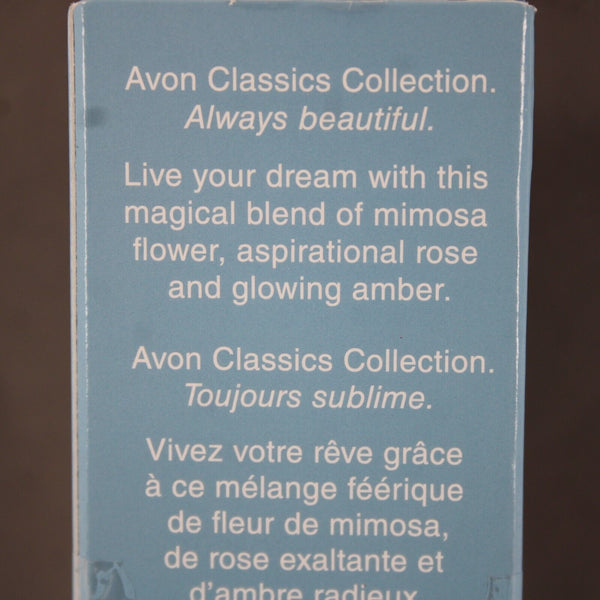 Avon Classics Collection.
Always beautiful.
Live your dream with this
magical blend of mimosa
flower, aspirational rose
and glowing amber.
Avon Classics Collection.
Toujours sublime.
Vivez votre rêve grâce
à ce mélange féérique
de fleur de mimosa,
de rose exaltante et
d'ambre radieux